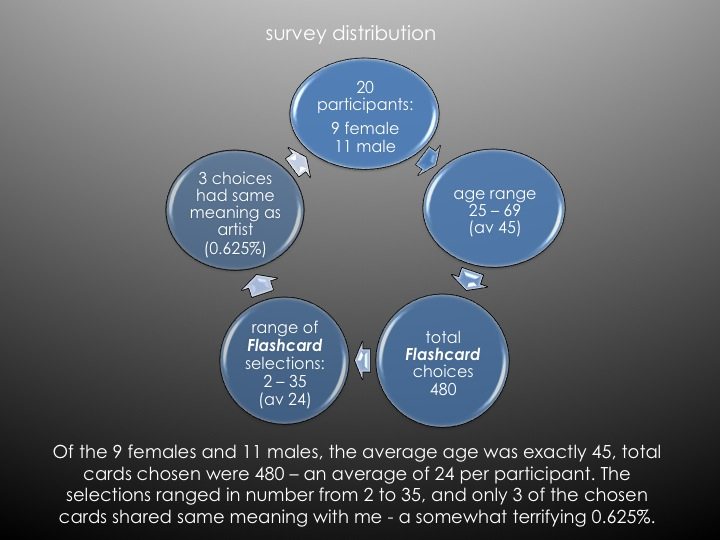 survey distribution
20
participants:
9 female
11 male
age range
25 – 69
(av 45)
total
Flashcard
choices
480
range of
Flashcard
selections:
2 – 35
(av 24)
3 choices
had same
meaning as
artist
(0.625%)
Of the 9 females and 11 males, the average age was exactly 45, total
cards chosen were 480 – an average of 24 per participant. The
selections ranged in number from 2 to 35, and only 3 of the chosen
cards shared same meaning with me - a somewhat terrifying 0.625%.